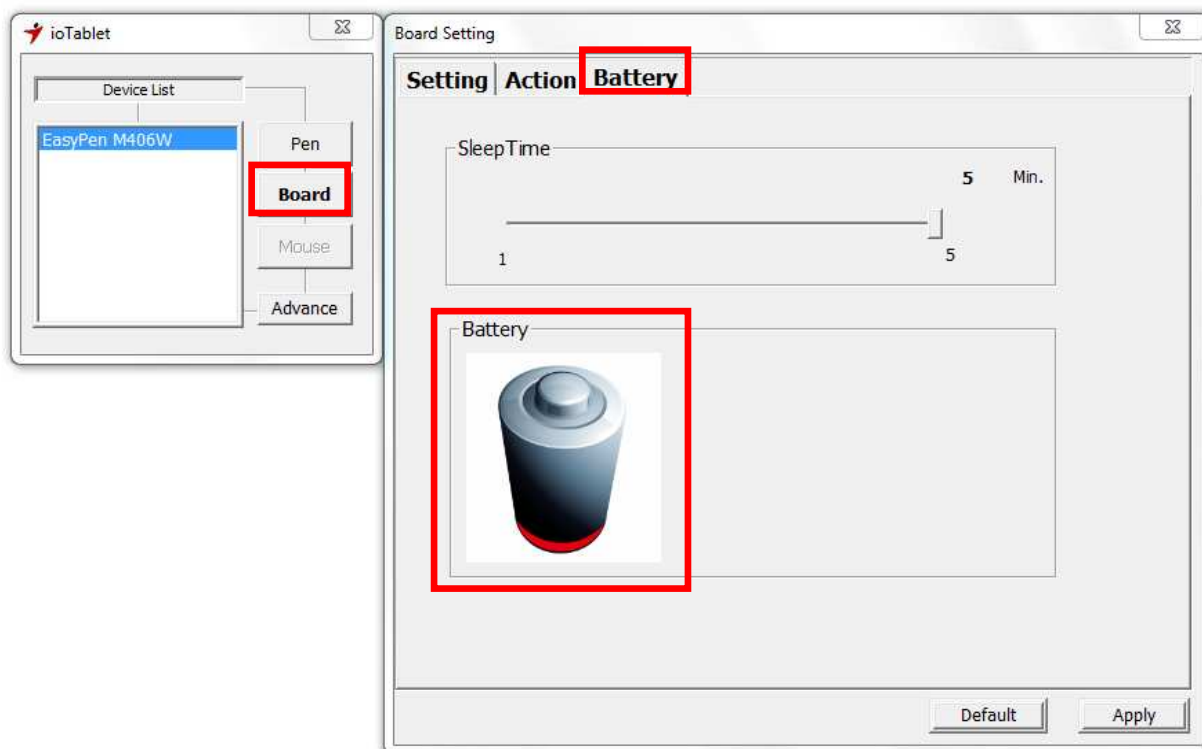 ioTablet
Device List
EasyPen M406W
Pen
Board
Mouse
Advance
Board Setting
Setting Action Battery
SleepTime
5 Min.
1 5
Battery
Default Apply